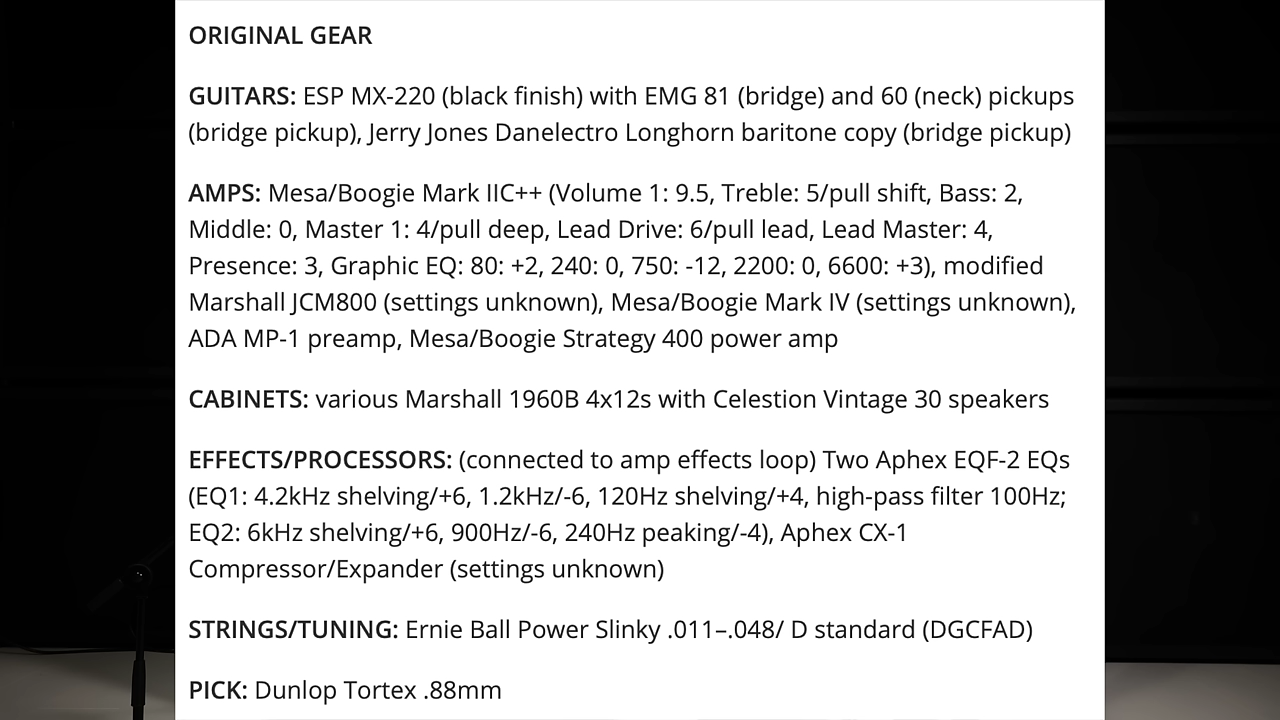 ORIGINAL GEAR
GUITARS: ESP MX-220 (black finish) with EMG 81 (bridge) and 60 (neck) pickups
(bridge pickup), Jerry Jones Danelectro Longhorn baritone copy (bridge pickup)
AMPS: Mesa/Boogie Mark IIC++ (Volume 1: 9.5, Treble: 5/pull shift, Bass: 2,
Middle: 0, Master 1: 4/pull deep, Lead Drive: 6/pull lead, Lead Master: 4,
Presence: 3, Graphic EQ: 80: +2, 240: 0, 750: -12, 2200: 0, 6600: +3), modified
Marshall JCM800 (settings unknown), Mesa/Boogie Mark IV (settings unknown),
ADA MP-1 preamp, Mesa/Boogie Strategy 400 power amp
CABINETS: various Marshall 1960B 4x12s with Celestion Vintage 30 speakers
EFFECTS/PROCESSORS: (connected to amp effects loop) Two Aphex EQF-2 EQs
(EQ1: 4.2kHz shelving/+6, 1.2kHz/-6, 120Hz shelving/+4, high-pass filter 100Hz;
EQ2: 6kHz shelving/+6, 900Hz/-6, 240Hz peaking/-4), Aphex CX-1
Compressor/Expander (settings unknown)
STRINGS/TUNING: Ernie Ball Power Slinky .011–.048/ D standard (DGCFAD)
PICK: Dunlop Tortex .88mm